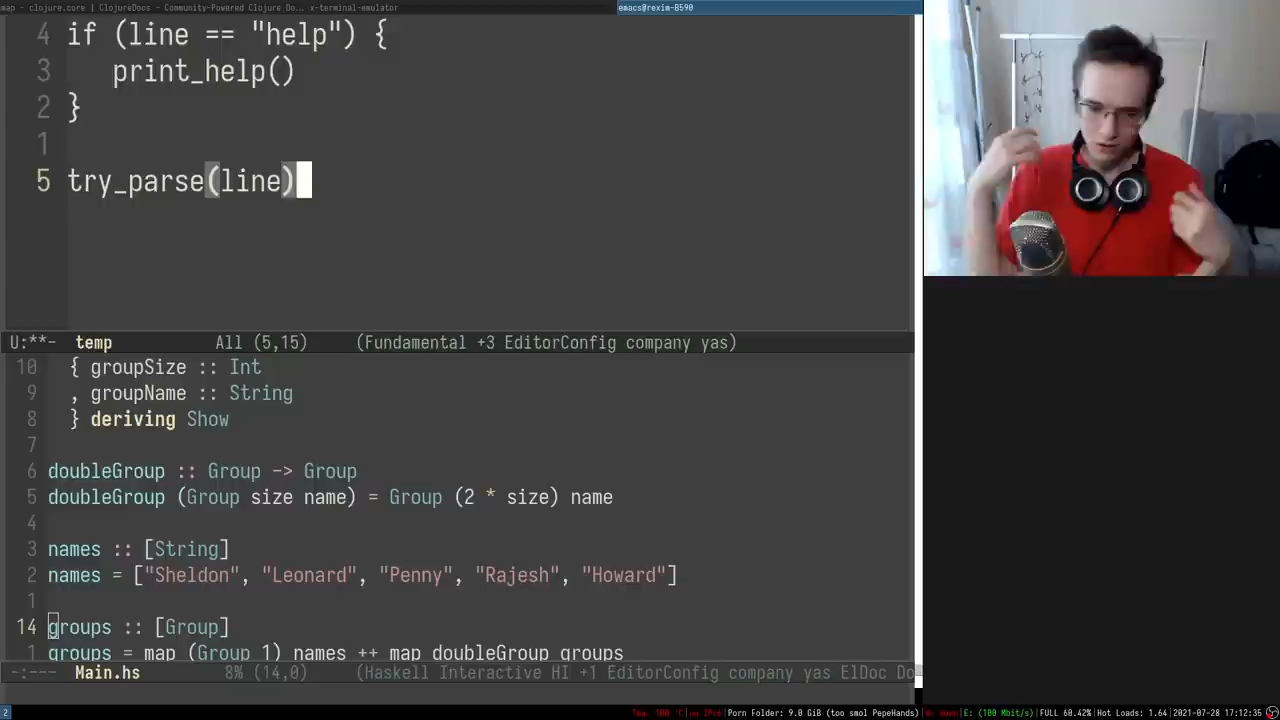 map - clojure.core | ClojureDocs - Community-Powered Clojure Do... x-terminal-emulator
emacs@rexim-8590
4 if (line == "help") {
3 print_help()
2 }
1
5 try_parse(line)
U:**- temp All (5,15) (Fundamental +3 EditorConfig company yas)
10 { groupSize :: Int
9 , groupName :: String
8 } deriving Show
7
6 doubleGroup :: Group -> Group
5 doubleGroup (Group size name) = Group (2 * size) name
4
3 names :: [String]
2 names = ["Sheldon", "Leonard", "Penny", "Rajesh", "Howard"]
1
14 groups :: [Group]
1 groups = map (Group 1) names ++ map doubleGroup groups
-:--- Main.hs 8% (14,0) (Haskell Interactive HI +1 EditorConfig company yas ElDoc Do
2 Porn Folder: 9.0 GiB (too smol PepeHands) E: (100 Mbit/s) FULL 60.42% Hot Loads: 1.64 2021-07-28 17:12:35